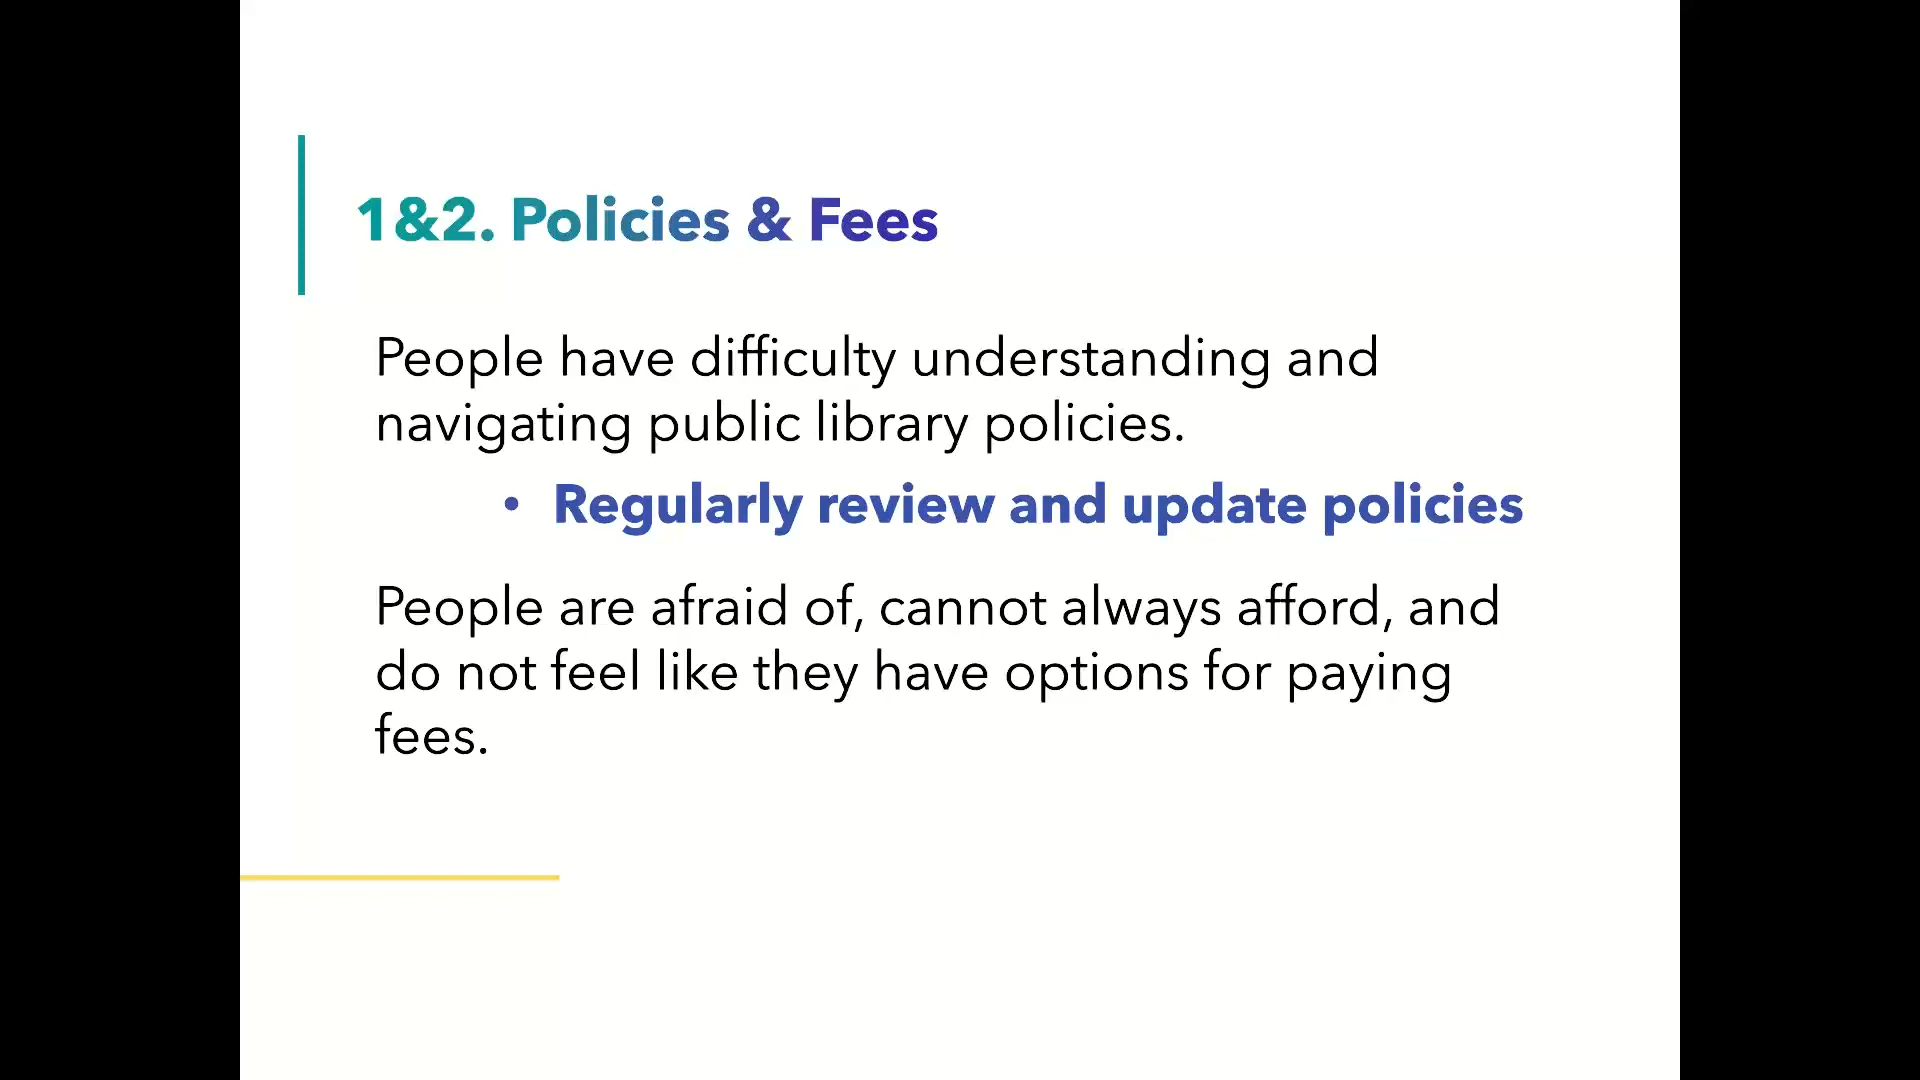 1&2. Policies & Fees
People have difficulty understanding and
navigating public library policies.
• Regularly review and update policies
People are afraid of, cannot always afford, and
do not feel like they have options for paying
fees.